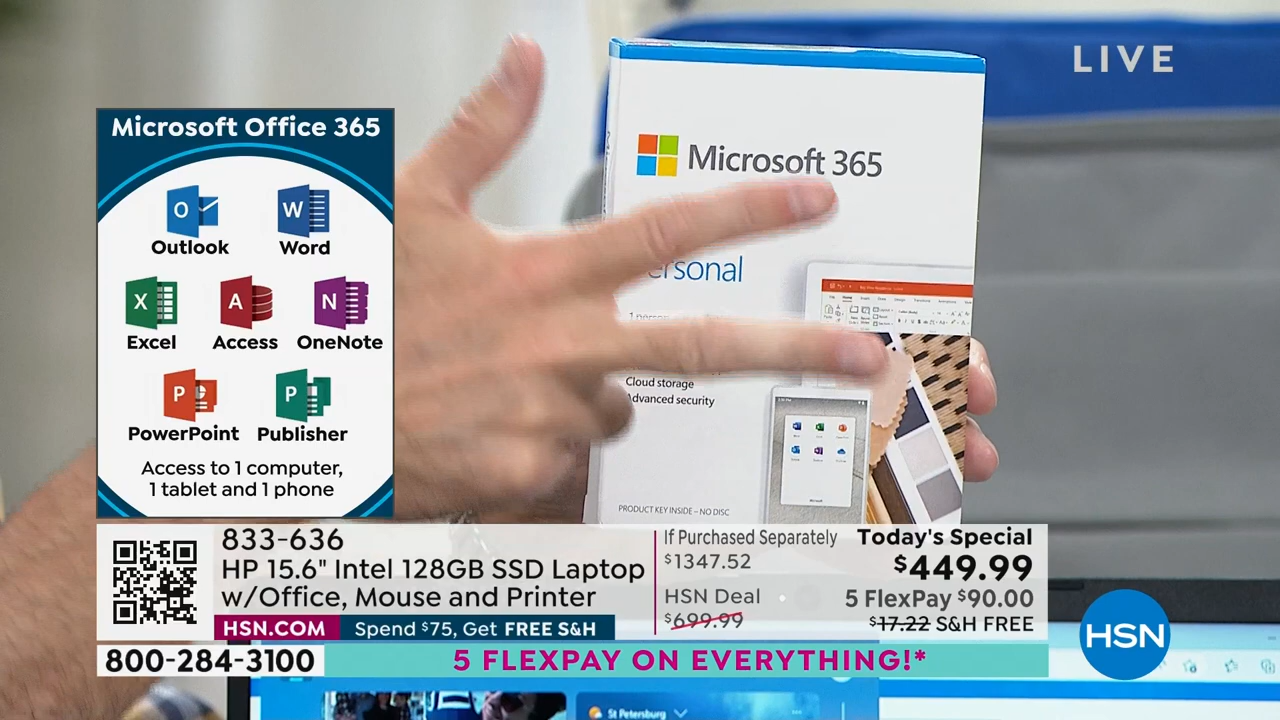 LIVE
Microsoft Office 365
Outlook
Word
Excel
Access
OneNote
PowerPoint
Publisher
Access to 1 computer,
1 tablet and 1 phone
Microsoft 365
ersonal
Cloud storage
Advanced security
PRODUCT KEY INSIDE – NO DISC
833-636
HP 15.6" Intel 128GB SSD Laptop
w/Office, Mouse and Printer
HSN.COM Spend $75, Get FREE S&H
If Purchased Separately
$1347.52
HSN Deal
$699.99
Today's Special
$449.99
5 FlexPay $90.00
$17.22 S&H FREE
HSN
800-284-3100
5 FLEXPAY ON EVERYTHING!*
St Petersburg